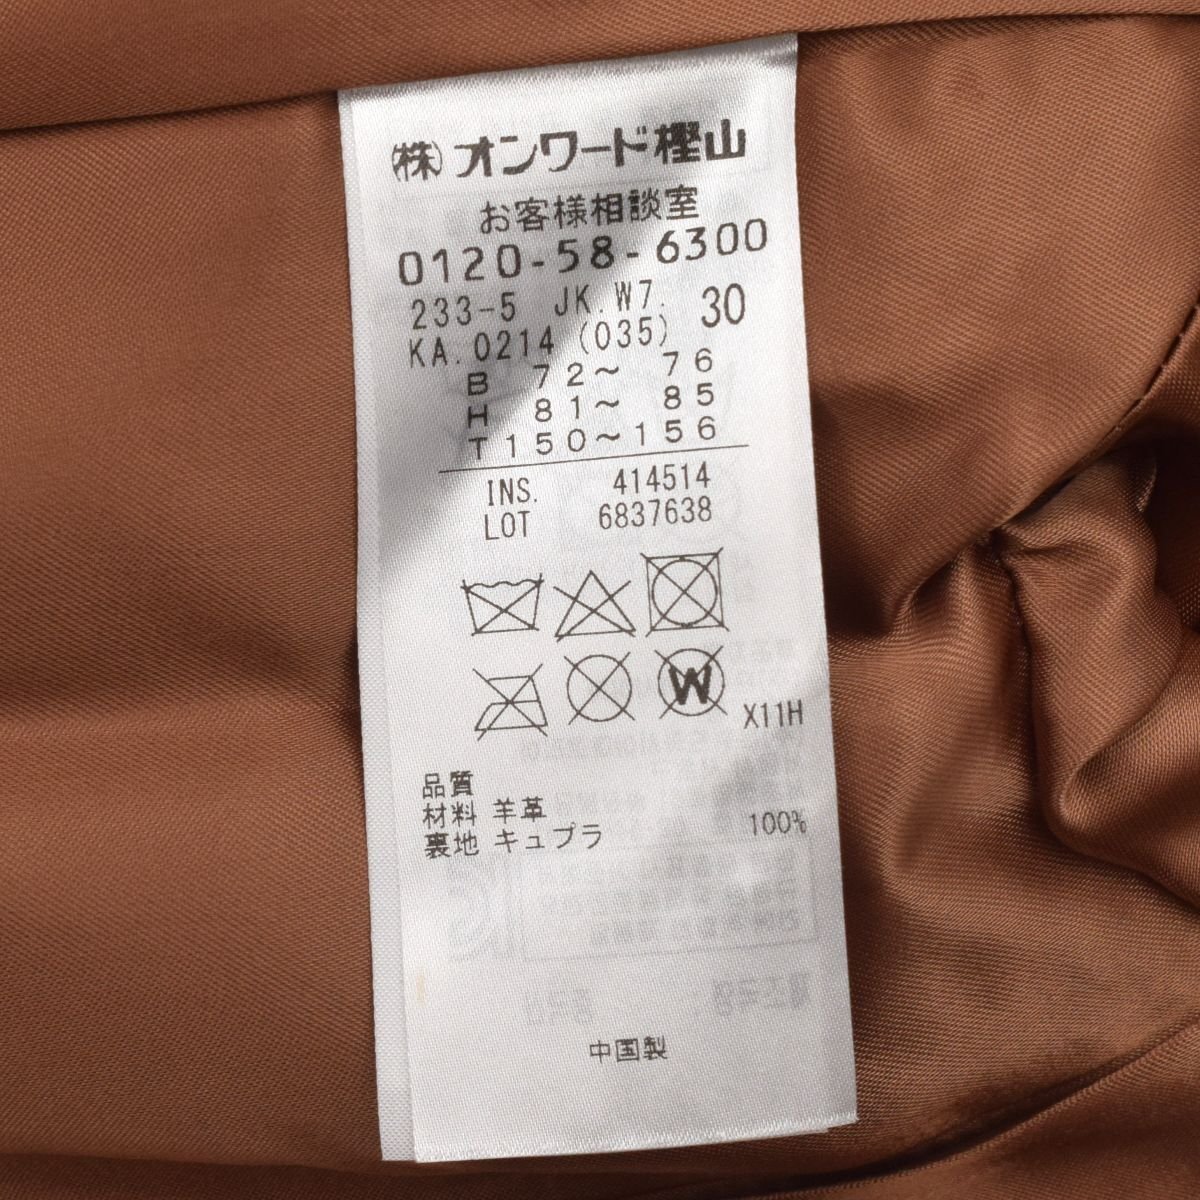 ㈱オンワード樫山
お客様相談室
0120-58-6300
233-5 JK.W7. 30
KA.0214 (035)
B 72～ 76
H 81～ 85
T 150～156
INS. 414514
LOT 6837638
W
X11H
品質
材料 羊革
裏地 キュプラ 100%
中国製